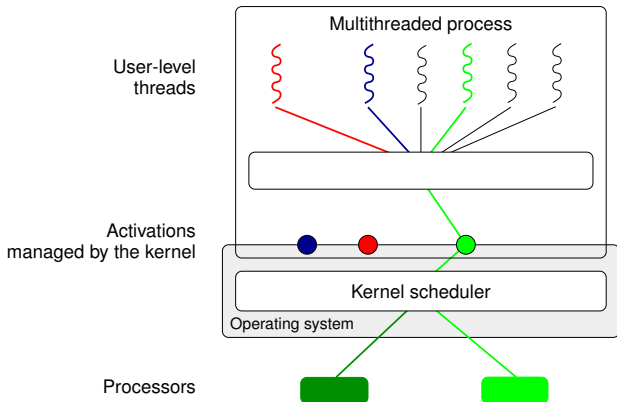 Multithreaded process
User-level
threads
Activations
managed by the kernel
Kernel scheduler
Operating system
Processors